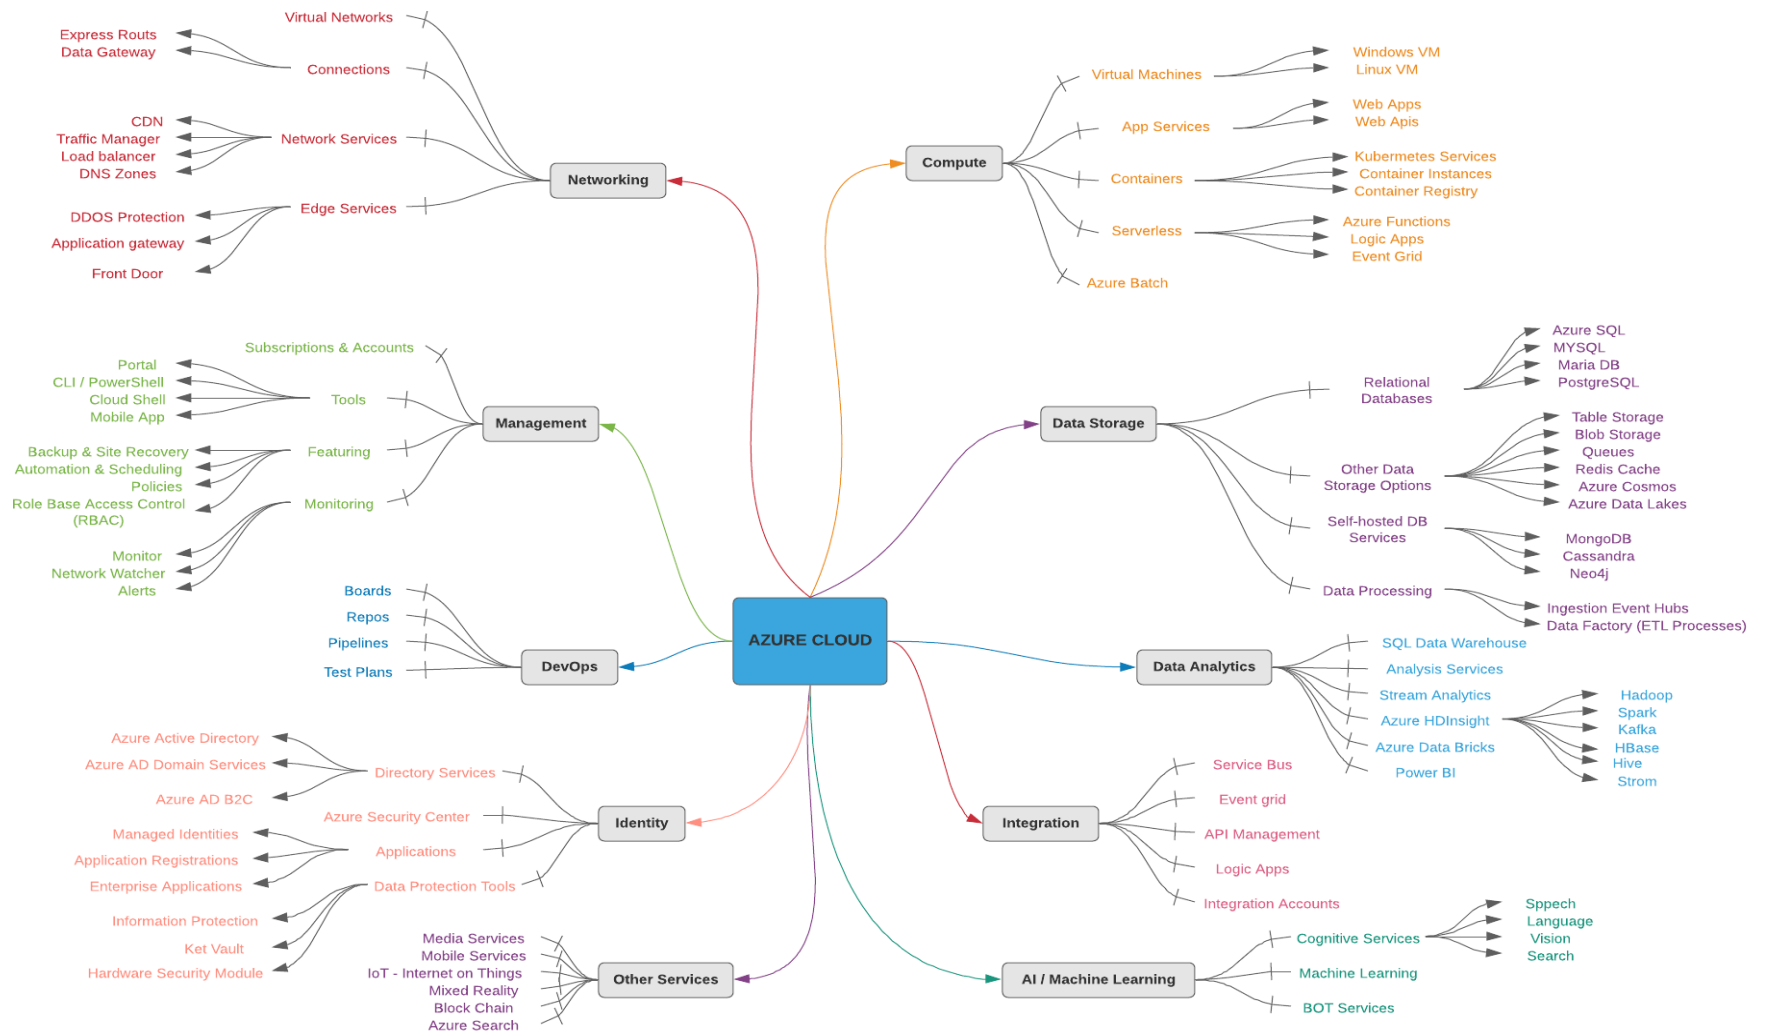 Virtual Networks
Express Routs
Data Gateway
Connections
CDN
Traffic Manager
Load balancer
DNS Zones
Network Services
DDOS Protection
Application gateway
Front Door
Edge Services
Networking
Compute
Virtual Machines
Windows VM
Linux VM
App Services
Web Apps
Web Apis
Containers
Kubernetes Services
Container Instances
Container Registry
Serverless
Azure Functions
Logic Apps
Event Grid
Azure Batch
Subscriptions & Accounts
Portal
CLI / PowerShell
Cloud Shell
Mobile App
Tools
Backup & Site Recovery
Automation & Scheduling
Policies
Role Base Access Control
(RBAC)
Featuring
Monitoring
Monitor
Network Watcher
Alerts
Management
Data Storage
Relational
Databases
Azure SQL
MYSQL
Maria DB
PostgreSQL
Other Data
Storage Options
Table Storage
Blob Storage
Queues
Redis Cache
Azure Cosmos
Azure Data Lakes
Self-hosted DB
Services
MongoDB
Cassandra
Neo4j
Data Processing
Ingestion Event Hubs
Data Factory (ETL Processes)
Boards
Repos
Pipelines
Test Plans
DevOps
AZURE CLOUD
Data Analytics
SQL Data Warehouse
Analysis Services
Stream Analytics
Azure HDInsight
Azure Data Bricks
Power BI
Hadoop
Spark
Kafka
HBase
Hive
Strom
Azure Active Directory
Azure AD Domain Services
Azure AD B2C
Directory Services
Azure Security Center
Managed Identities
Application Registrations
Enterprise Applications
Applications
Data Protection Tools
Information Protection
Ket Vault
Hardware Security Module
Identity
Integration
Service Bus
Event grid
API Management
Logic Apps
Integration Accounts
Media Services
Mobile Services
IoT - Internet on Things
Mixed Reality
Block Chain
Azure Search
Other Services
AI / Machine Learning
Cognitive Services
Sppech
Language
Vision
Search
Machine Learning
BOT Services